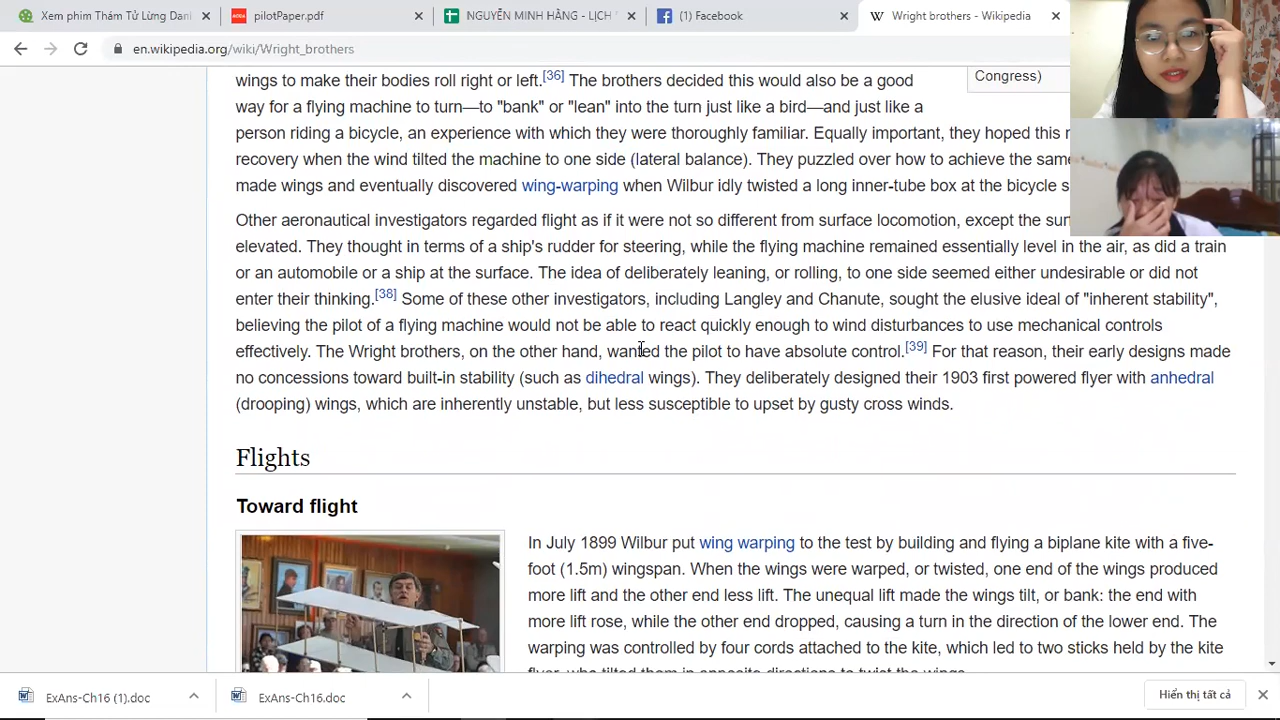 Xem phim Thám Tử Lừng Dani
pilotPaper.pdf
NGUYỄN MINH HẰNG - LỊCH
(1) Facebook
Wright brothers - Wikipedia
en.wikipedia.org/wiki/Wright_brothers
wings to make their bodies roll right or left.[36] The brothers decided this would also be a good
Congress)
way for a flying machine to turn—to "bank" or "lean" into the turn just like a bird—and just like a
person riding a bicycle, an experience with which they were thoroughly familiar. Equally important, they hoped this
recovery when the wind tilted the machine to one side (lateral balance). They puzzled over how to achieve the same
made wings and eventually discovered wing-warping when Wilbur idly twisted a long inner-tube box at the bicycle
Other aeronautical investigators regarded flight as if it were not so different from surface locomotion, except the
elevated. They thought in terms of a ship's rudder for steering, while the flying machine remained essentially level in the air, as did a train
or an automobile or a ship at the surface. The idea of deliberately leaning, or rolling, to one side seemed either undesirable or did not
enter their thinking.[38] Some of these other investigators, including Langley and Chanute, sought the elusive ideal of "inherent stability",
believing the pilot of a flying machine would not be able to react quickly enough to wind disturbances to use mechanical controls
effectively. The Wright brothers, on the other hand, wanted the pilot to have absolute control.[39] For that reason, their early designs made
no concessions toward built-in stability (such as dihedral wings). They deliberately designed their 1903 first powered flyer with anhedral
(drooping) wings, which are inherently unstable, but less susceptible to upset by gusty cross winds.
Flights
Toward flight
In July 1899 Wilbur put wing warping to the test by building and flying a biplane kite with a five-
foot (1.5m) wingspan. When the wings were warped, or twisted, one end of the wings produced
more lift and the other end less lift. The unequal lift made the wings tilt, or bank: the end with
more lift rose, while the other end dropped, causing a turn in the direction of the lower end. The
warping was controlled by four cords attached to the kite, which led to two sticks held by the kite
flyer, who tilted them in opposite directions to twist the wings.
ExAns-Ch16 (1).doc
ExAns-Ch16.doc
Hiển thị tất cả